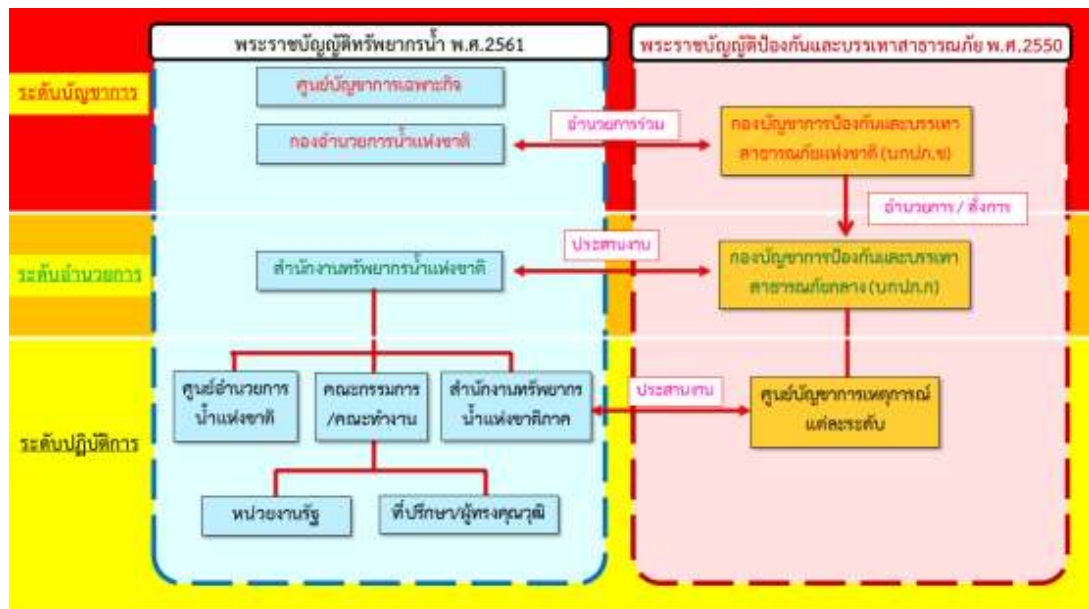 พระราชบัญญัติทรัพยากรน้ำ พ.ศ.2561
พระราชบัญญัติป้องกันและบรรเทาสาธารณภัย พ.ศ.2550
ระดับบัญชาการ
ศูนย์บัญชาการเฉพาะกิจ
กองอำนวยการน้ำแห่งชาติ
อำนวยการร่วม
กองบัญชาการป้องกันและบรรเทา
สาธารณภัยแห่งชาติ (บกปภ.ช)
อำนวยการ / สั่งการ
ระดับอำนวยการ
สำนักงานทรัพยากรน้ำแห่งชาติ
ประสานงาน
กองบัญชาการป้องกันและบรรเทา
สาธารณภัยกลาง (บกปภ.ก)
ระดับปฏิบัติการ
ศูนย์อำนวยการ
น้ำแห่งชาติ
คณะกรรมการ
/คณะทำงาน
สำนักงานทรัพยากร
น้ำแห่งชาติภาค
ประสานงาน
ศูนย์บัญชาการเหตุการณ์
แต่ละระดับ
หน่วยงานรัฐ
ที่ปรึกษา/ผู้ทรงคุณวุฒิ